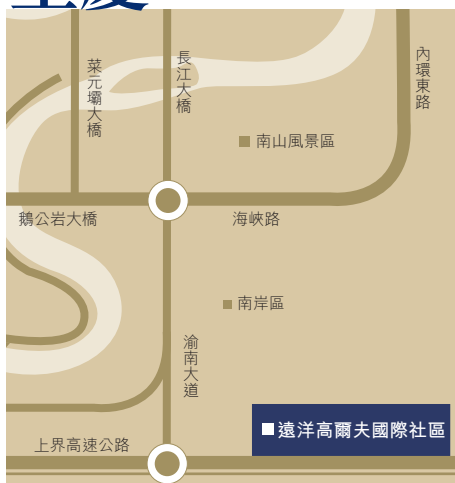 重慶
菜元壩大橋
長江大橋
內環東路
南山風景區
鵝公岩大橋
海峽路
南岸區
渝南大道
遠洋高爾夫國際社區
上界高速公路